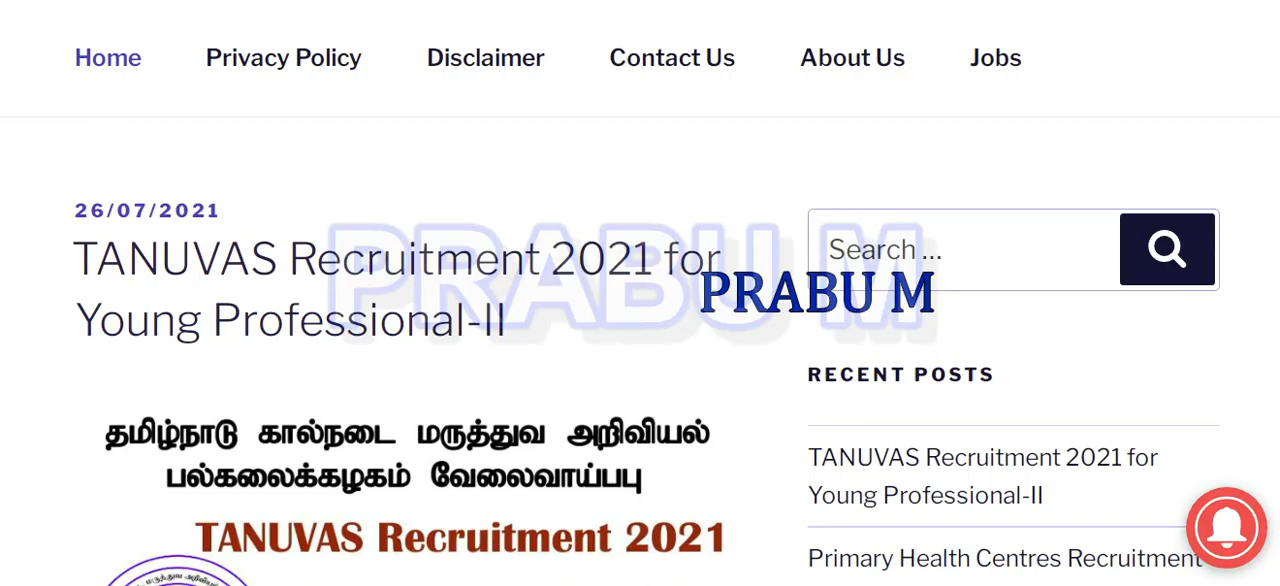 Home Privacy Policy Disclaimer Contact Us About Us Jobs
26/07/2021
TANUVAS Recruitment 2021 for
Young Professional-II
PRABU M
PRABU M
தமிழ்நாடு கால்நடை மருத்துவ அறிவியல்
பல்கலைக்கழகம் வேலைவாய்ப்பு
TANUVAS Recruitment 2021
Search ...
RECENT POSTS
TANUVAS Recruitment 2021 for
Young Professional-II
Primary Health Centres Recruitment